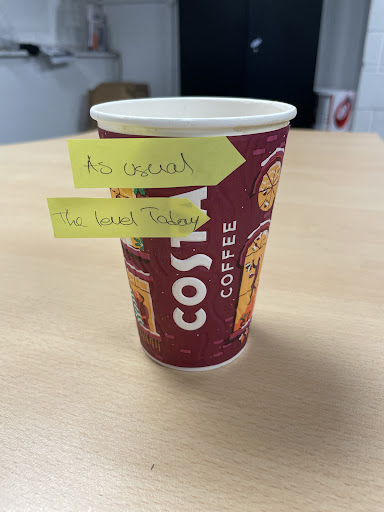 As usual
The level Today
COSTA
COFFEE